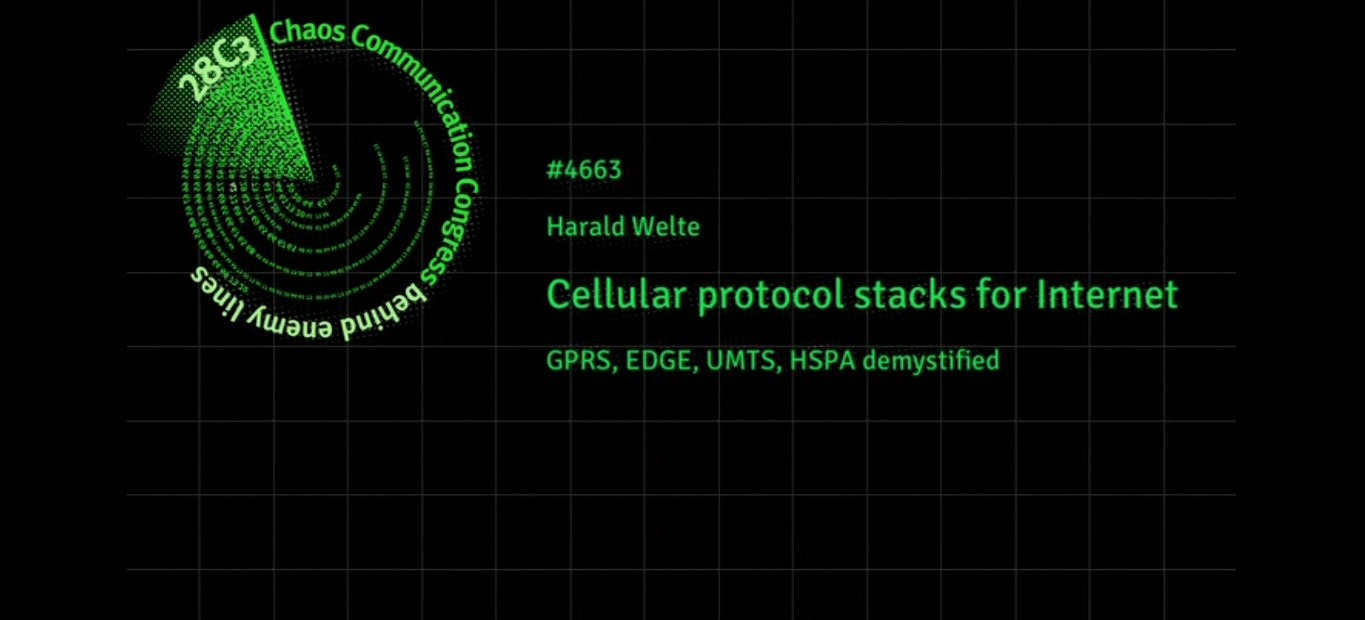 28C3 Chaos Communication Congress behind enemy lines
#4663
Harald Welte
Cellular protocol stacks for Internet
GPRS, EDGE, UMTS, HSPA demystified